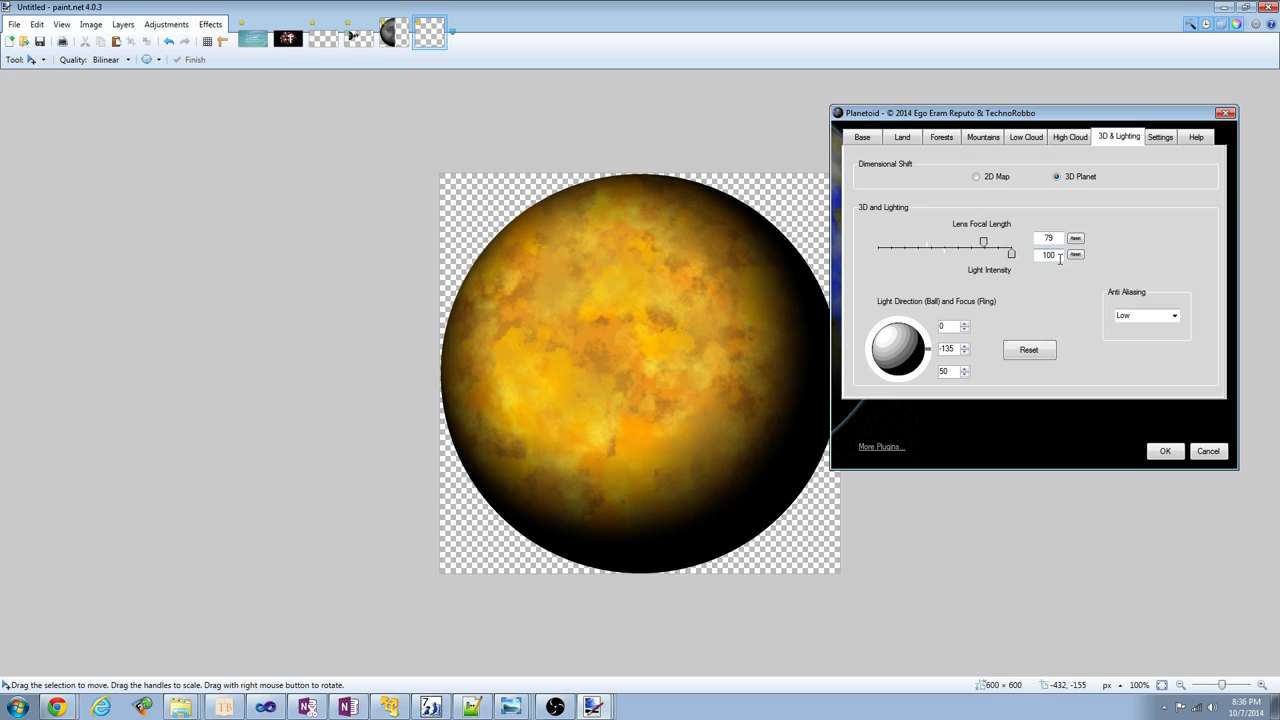 Untitled - paint.net 4.0.3
File Edit View Image Layers Adjustments Effects
Tool: Quality: Bilinear Finish
Planetoid - © 2014 Ego Eram Reputo & TechnoRobbo
Base Land Forests Mountains Low Cloud High Cloud 3D & Lighting Settings Help
Dimensional Shift
2D Map 3D Planet
3D and Lighting
Lens Focal Length
79 Reset
100 Reset
Light Intensity
Light Direction (Ball) and Focus (Ring)
Anti Aliasing
Low
0
-135
50
Reset
More Plugins...
OK Cancel
Drag the selection to move. Drag the handles to scale. Drag with right mouse button to rotate. 600 × 600 -432, -155 px 100%
TB
8:36 PM
10/7/2014